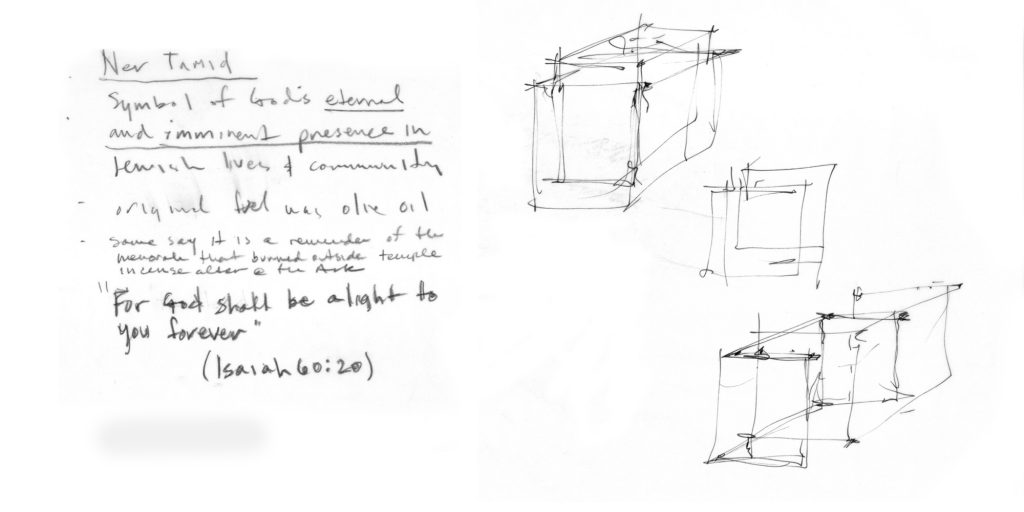 Ner Tamid
Symbol of God's eternal
and imminent presence in
Jewish lives & community
- original fuel was olive oil
- some say it is a reminder of the
menorah that burned outside temple
incense alter @ the Ark
"For God shall be a light to
you forever"
(Isaiah 60:20)